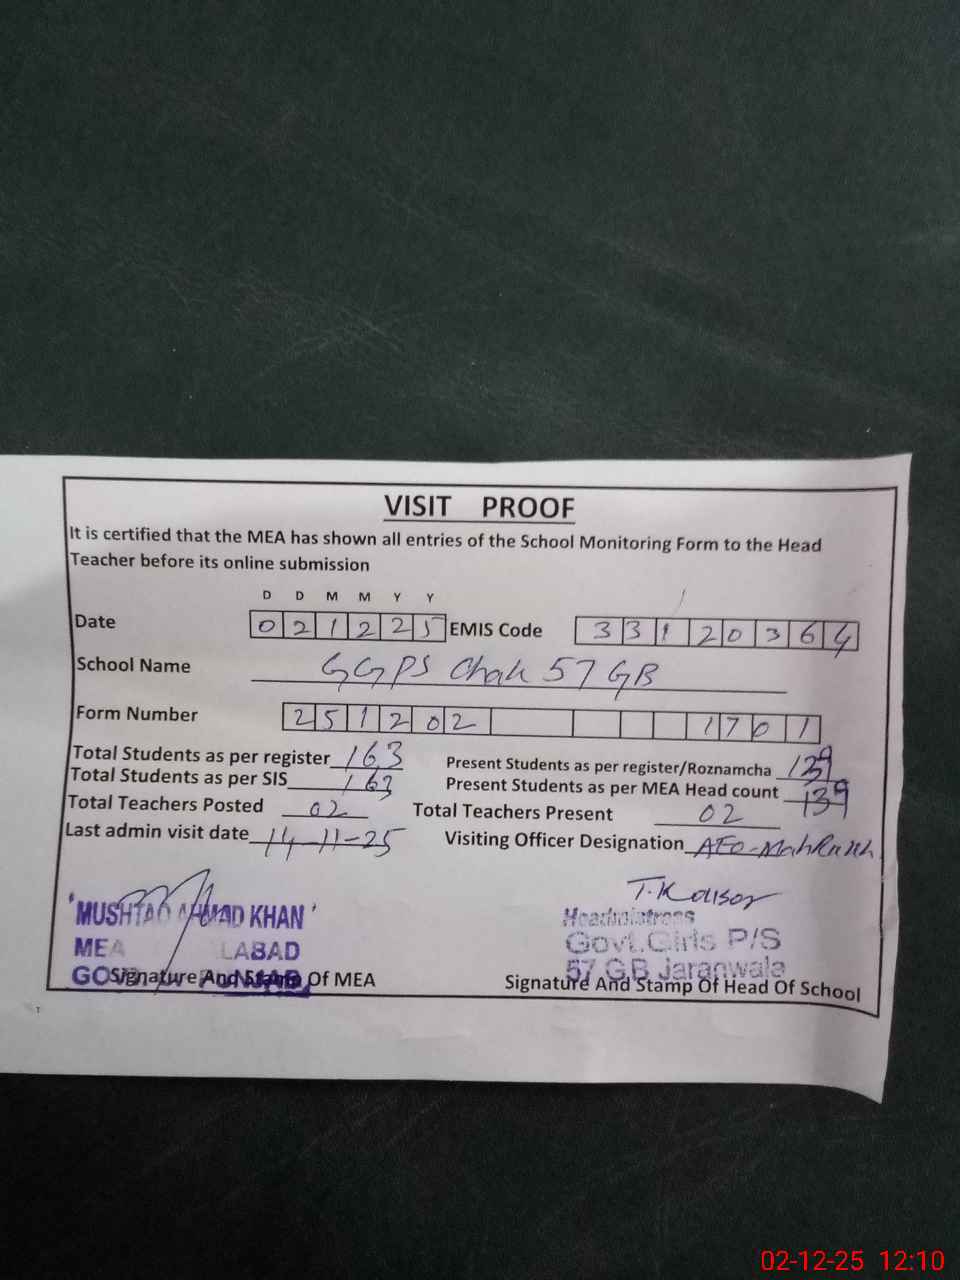 VISIT PROOF
It is certified that the MEA has shown all entries of the School Monitoring Form to the Head
Teacher before its online submission
D D M M Y Y
Date 0 2 1 2 2 5 EMIS Code 3 3 1 2 0 3 6 4
School Name GGPS Chak 57 GB
Form Number 2 5 1 2 0 2 1 7 0 1
Total Students as per register 163 Present Students as per register/Roznamcha 139
Total Students as per SIS 163 Present Students as per MEA Head count 139
Total Teachers Posted 02 Total Teachers Present 02
Last admin visit date 14-11-25 Visiting Officer Designation AEO-
T. Kausar
'MUSHTAQ AHMAD KHAN' Headmistress
MEA LABAD Govt. Girls P/S
PUNJAB 57 G.B Jaranwala
Signature And Stamp Of MEA Signature And Stamp Of Head Of School
02-12-25 12:10